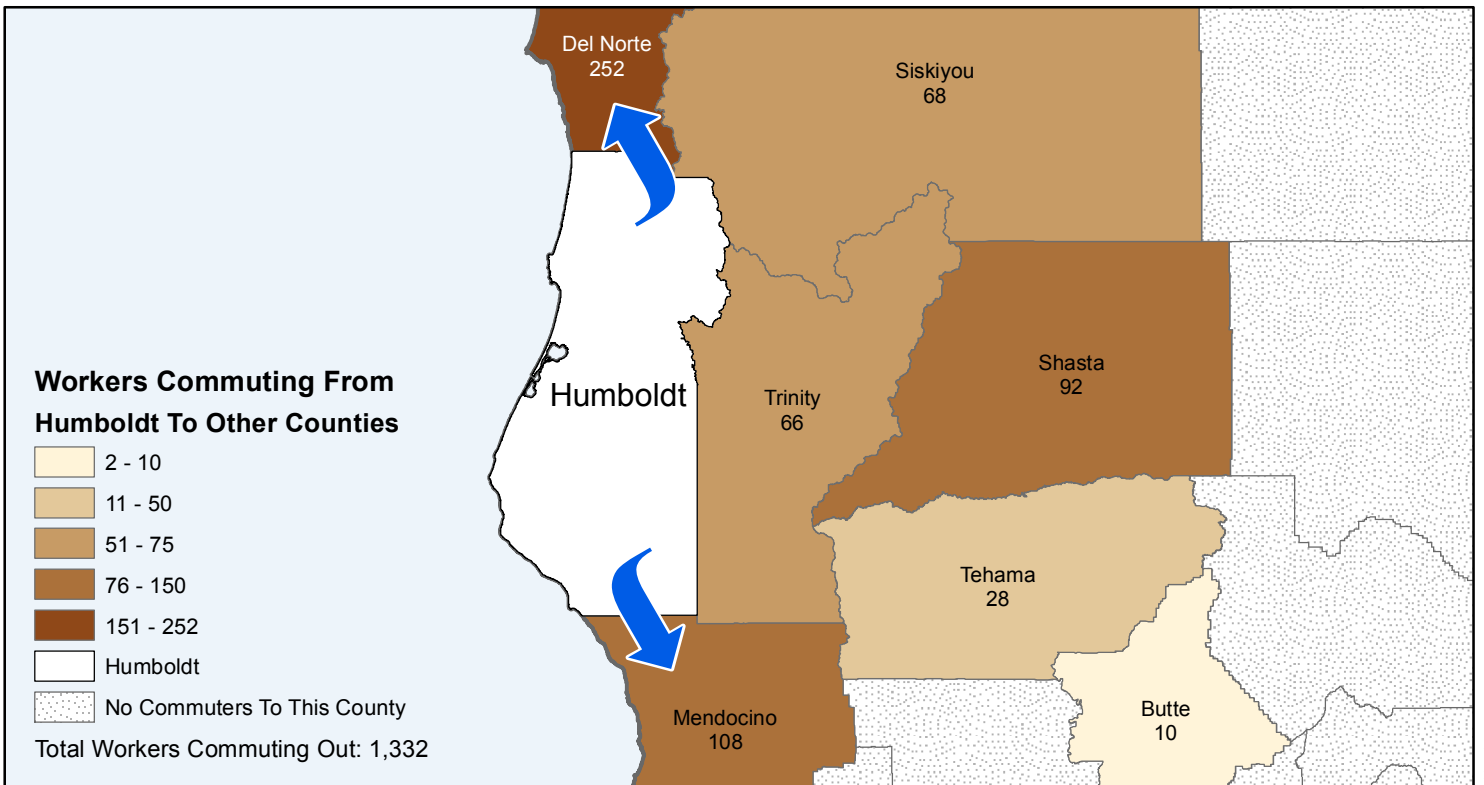 Del Norte
252
Siskiyou
68
Shasta
92
Workers Commuting From
Humboldt To Other Counties
2 - 10
11 - 50
51 - 75
76 - 150
151 - 252
Humboldt
No Commuters To This County
Total Workers Commuting Out: 1,332
Humboldt
Trinity
66
Tehama
28
Mendocino
108
Butte
10